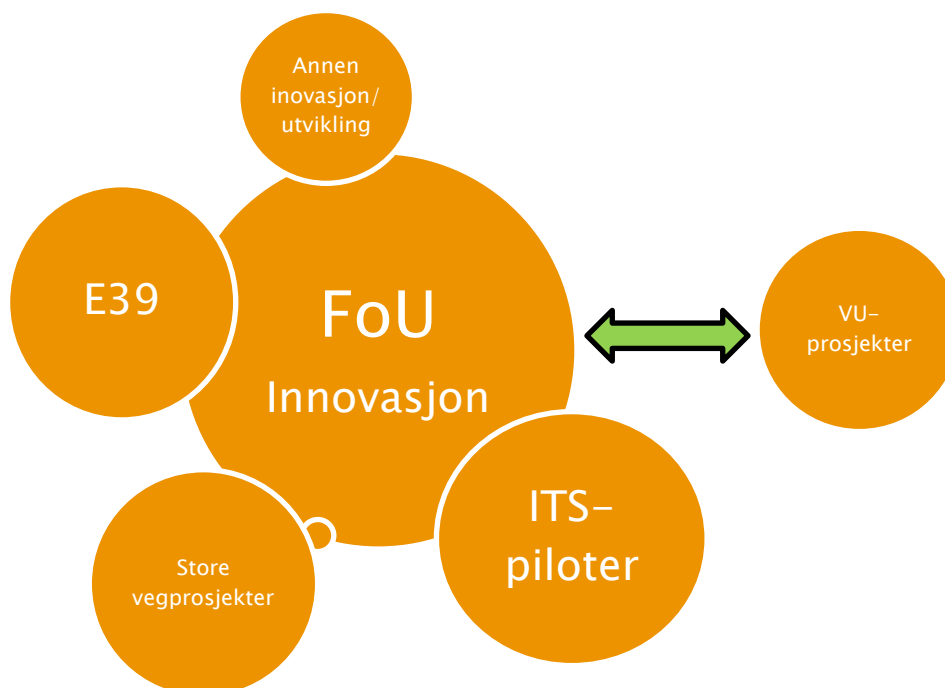 Annen
inovasjon/
utvikling
E39
FoU
Innovasjon
VU-
prosjekter
ITS-
piloter
Store
vegprosjekter